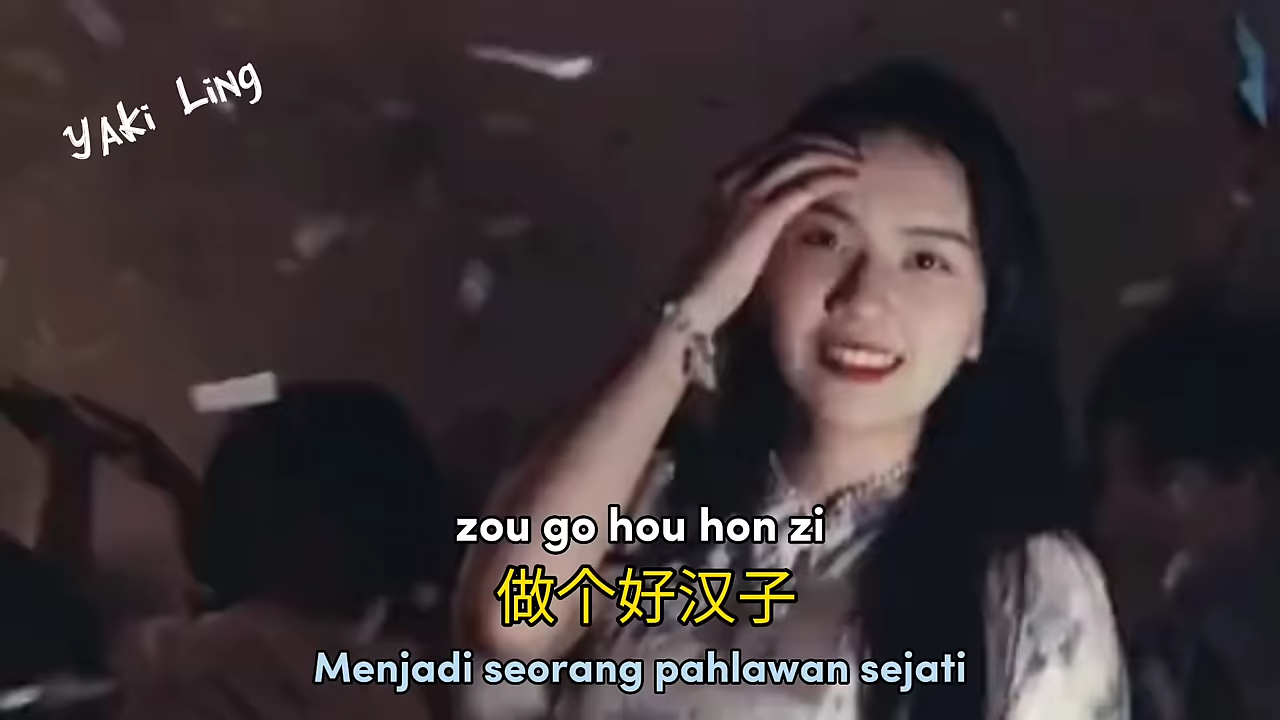 YAKI LING
zou go hou hon zi
做个好汉子
Menjadi seorang pahlawan sejati